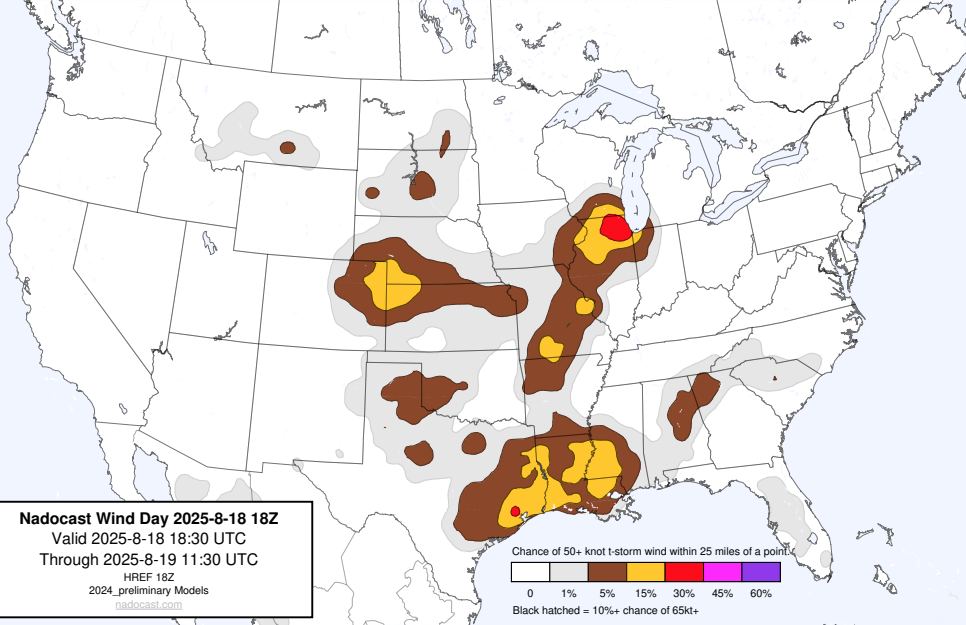 Nadocast Wind Day 2025-8-18 18Z
Valid 2025-8-18 18:30 UTC
Through 2025-8-19 11:30 UTC
HREF 18Z
2024_preliminary Models
nadocast.com
Chance of 50+ knot t-storm wind within 25 miles of a point.
0 1% 5% 15% 30% 45% 60%
Black hatched = 10%+ chance of 65kt+